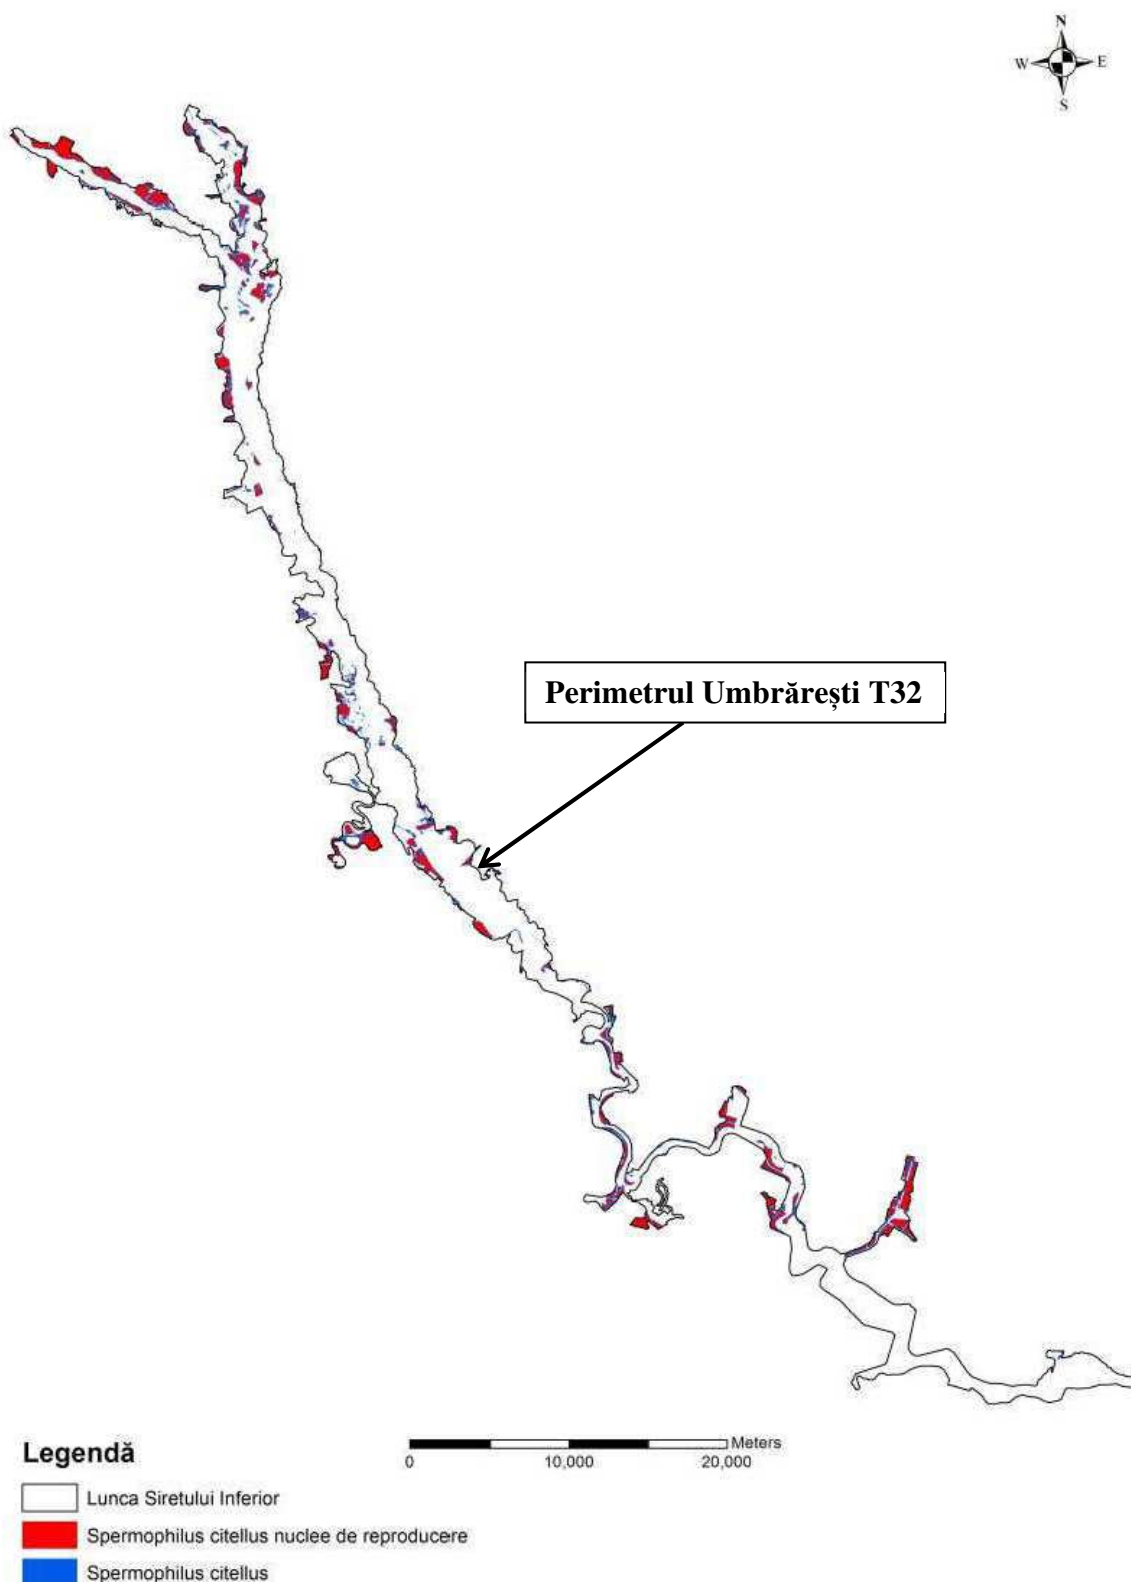 N
W E
S
Perimetrul Umbrărești T32
Legendă
Meters
0 10,000 20,000
Lunca Siretului Inferior
Spermophilus citellus nuclee de reproducere
Spermophilus citellus